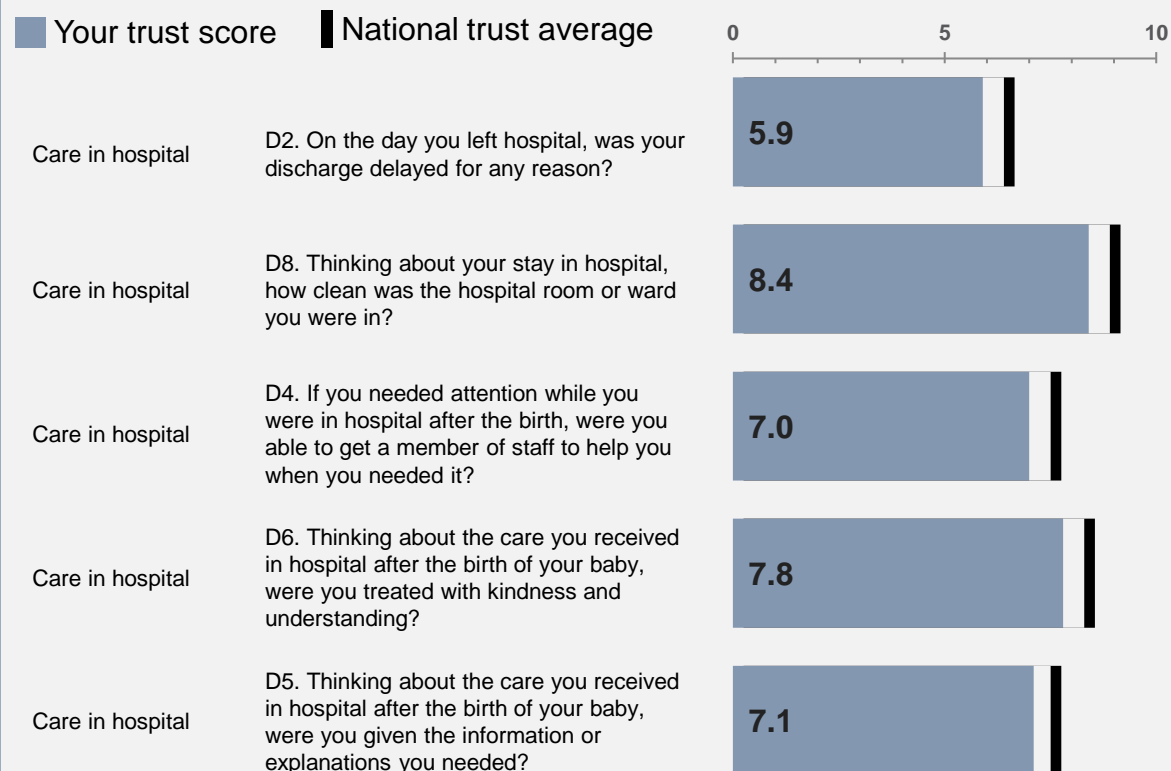 Your trust score
National trust average
0 5 10
Care in hospital
D2. On the day you left hospital, was your
discharge delayed for any reason?
5.9
Care in hospital
D8. Thinking about your stay in hospital,
how clean was the hospital room or ward
you were in?
8.4
Care in hospital
D4. If you needed attention while you
were in hospital after the birth, were you
able to get a member of staff to help you
when you needed it?
7.0
Care in hospital
D6. Thinking about the care you received
in hospital after the birth of your baby,
were you treated with kindness and
understanding?
7.8
Care in hospital
D5. Thinking about the care you received
in hospital after the birth of your baby,
were you given the information or
explanations you needed?
7.1